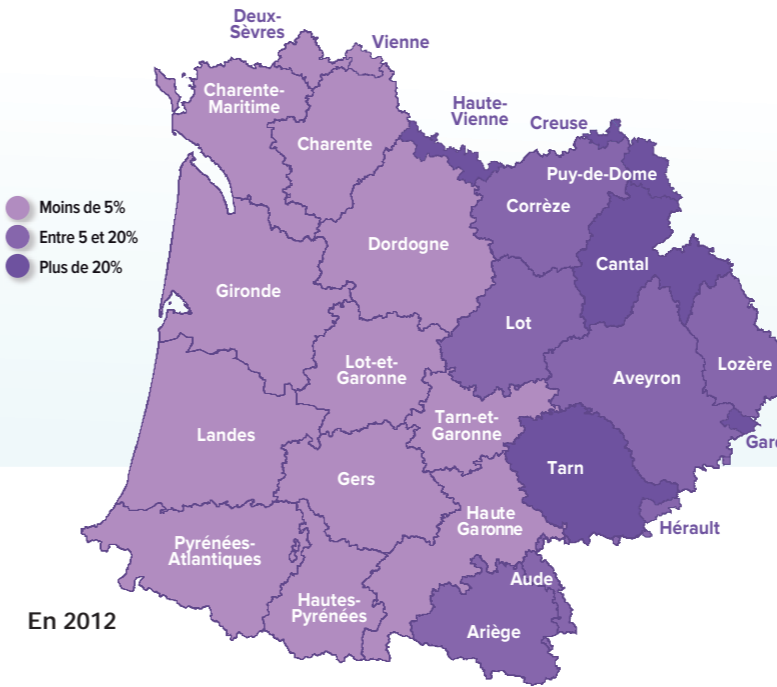 Deux-
Sèvres
Vienne
Charente-
Maritime
Haute-
Vienne
Creuse
Charente
Puy-de-Dome
Corrèze
Moins de 5%
Entre 5 et 20%
Plus de 20%
Dordogne
Cantal
Gironde
Lot
Lot-et-
Garonne
Lozère
Aveyron
Tarn-et-
Garonne
Landes
Gard
Tarn
Gers
Haute
Garonne
Hérault
Pyrénées-
Atlantiques
Aude
Hautes-
Pyrénées
En 2012
Ariège